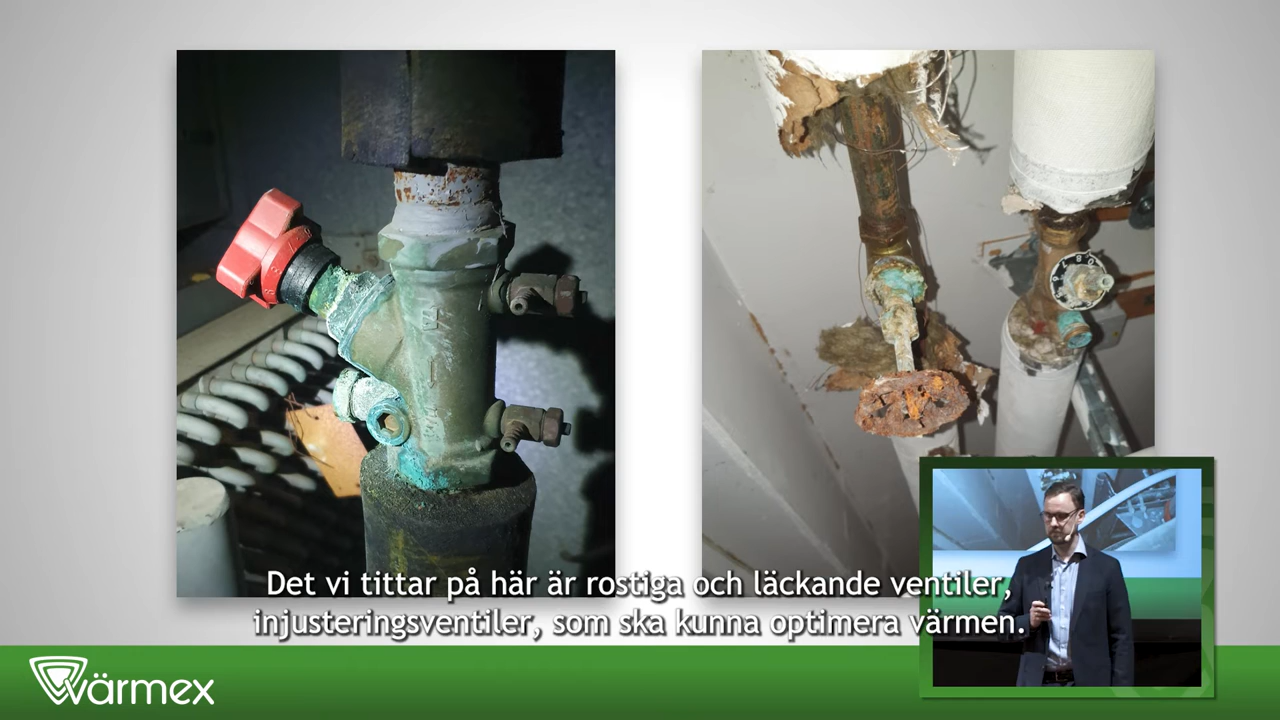 Det vi tittar på här är rostiga och läckande ventiler,
injusteringsventiler, som ska kunna optimera värmen.
värmex